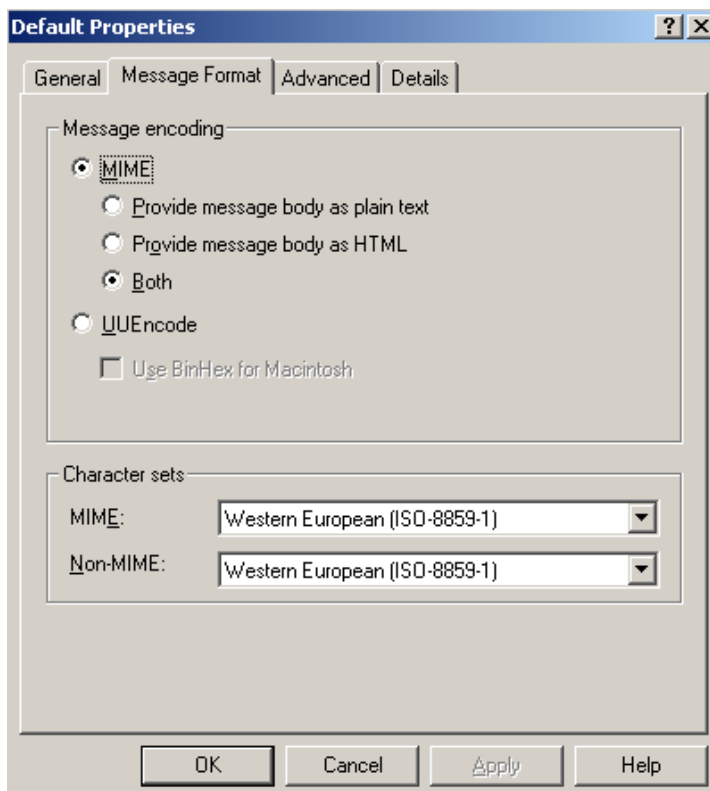 Default Properties
General Message Format Advanced Details
Message encoding
MIME
Provide message body as plain text
Provide message body as HTML
Both
UUEncode
Use BinHex for Macintosh
Character sets
MIME: Western European (ISO-8859-1)
Non-MIME: Western European (ISO-8859-1)
OK Cancel Apply Help